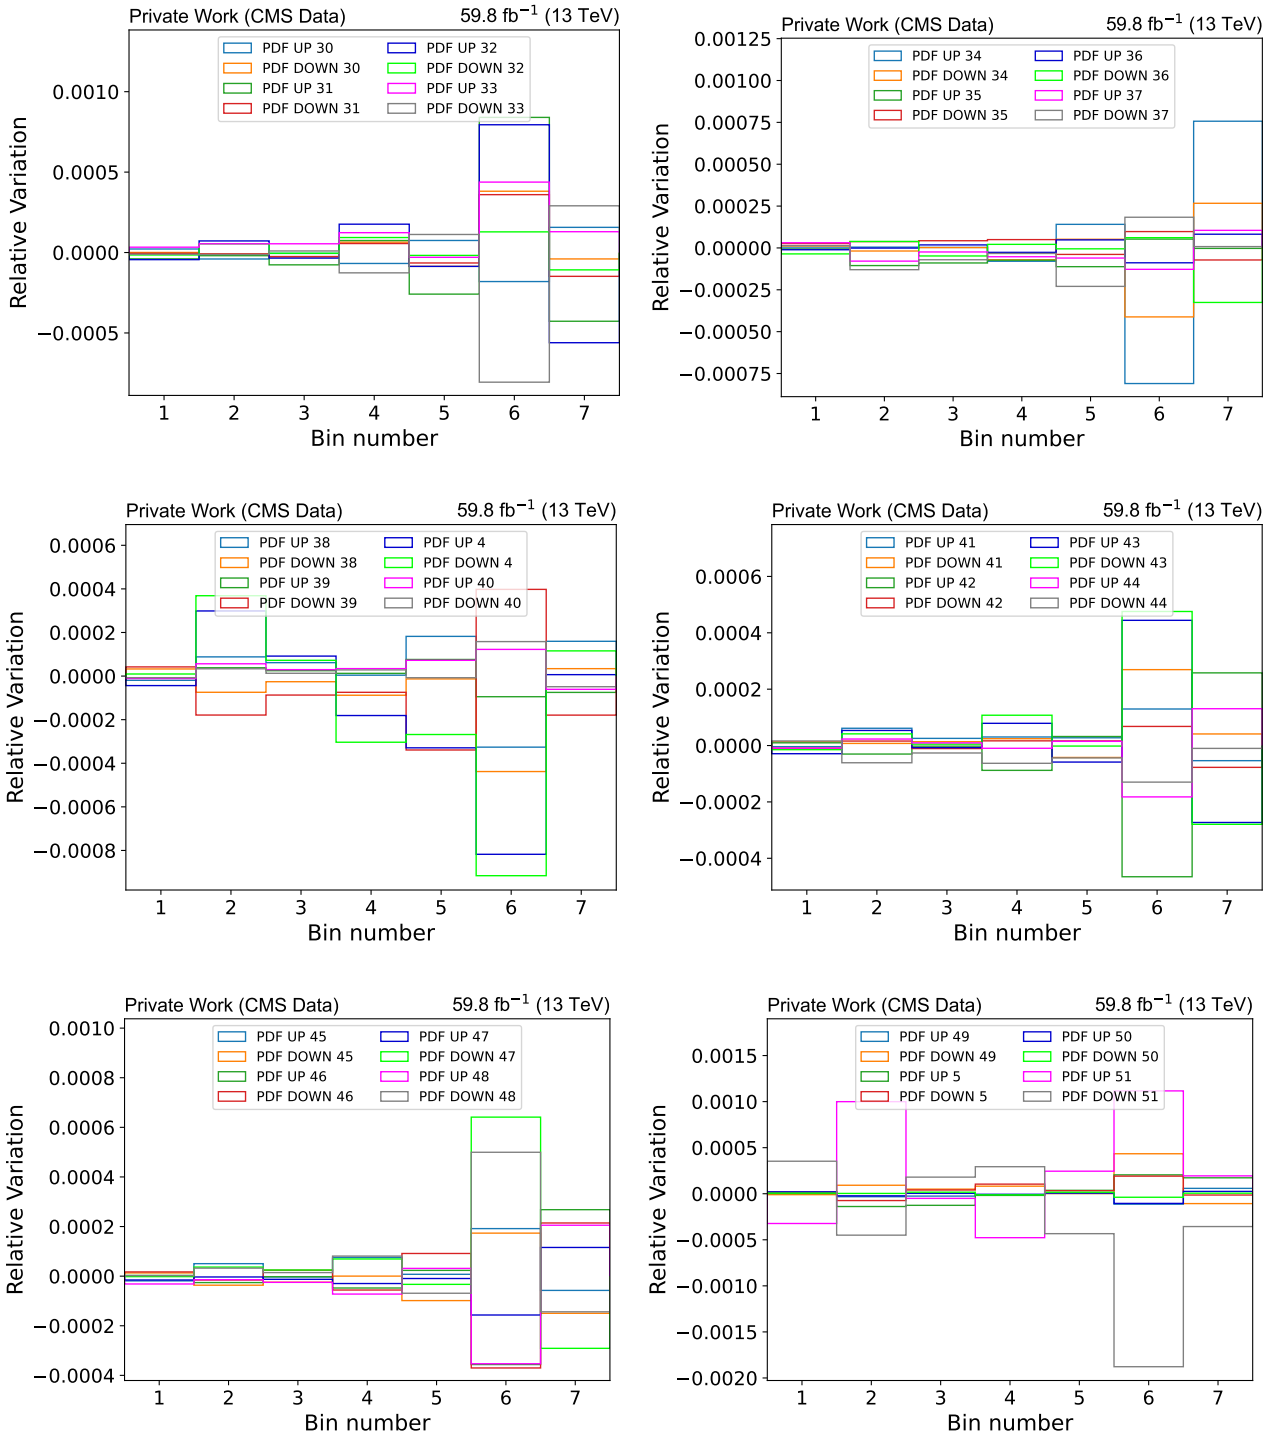 Private Work (CMS Data) 59.8 fb⁻¹ (13 TeV)
PDF UP 30 PDF UP 32
PDF DOWN 30 PDF DOWN 32
PDF UP 31 PDF UP 33
PDF DOWN 31 PDF DOWN 33
0.0010
0.0005
0.0000
−0.0005
Relative Variation
1 2 3 4 5 6 7
Bin number
Private Work (CMS Data) 59.8 fb⁻¹ (13 TeV)
PDF UP 34 PDF UP 36
PDF DOWN 34 PDF DOWN 36
PDF UP 35 PDF UP 37
PDF DOWN 35 PDF DOWN 37
0.00125
0.00100
0.00075
0.00050
0.00025
0.00000
−0.00025
−0.00050
−0.00075
Relative Variation
1 2 3 4 5 6 7
Bin number
Private Work (CMS Data) 59.8 fb⁻¹ (13 TeV)
PDF UP 38 PDF UP 4
PDF DOWN 38 PDF DOWN 4
PDF UP 39 PDF UP 40
PDF DOWN 39 PDF DOWN 40
0.0006
0.0004
0.0002
0.0000
−0.0002
−0.0004
−0.0006
−0.0008
Relative Variation
1 2 3 4 5 6 7
Bin number
Private Work (CMS Data) 59.8 fb⁻¹ (13 TeV)
PDF UP 41 PDF UP 43
PDF DOWN 41 PDF DOWN 43
PDF UP 42 PDF UP 44
PDF DOWN 42 PDF DOWN 44
0.0006
0.0004
0.0002
0.0000
−0.0002
−0.0004
Relative Variation
1 2 3 4 5 6 7
Bin number
Private Work (CMS Data) 59.8 fb⁻¹ (13 TeV)
PDF UP 45 PDF UP 47
PDF DOWN 45 PDF DOWN 47
PDF UP 46 PDF UP 48
PDF DOWN 46 PDF DOWN 48
0.0010
0.0008
0.0006
0.0004
0.0002
0.0000
−0.0002
−0.0004
Relative Variation
1 2 3 4 5 6 7
Bin number
Private Work (CMS Data) 59.8 fb⁻¹ (13 TeV)
PDF UP 49 PDF UP 50
PDF DOWN 49 PDF DOWN 50
PDF UP 5 PDF UP 51
PDF DOWN 5 PDF DOWN 51
0.0015
0.0010
0.0005
0.0000
−0.0005
−0.0010
−0.0015
−0.0020
Relative Variation
1 2 3 4 5 6 7
Bin number